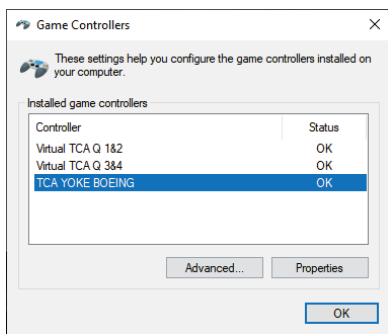 Game Controllers
These settings help you configure the game controllers installed on
your computer.
Installed game controllers
Controller Status
Virtual TCA Q 1&2 OK
Virtual TCA Q 3&4 OK
TCA YOKE BOEING OK
Advanced... Properties
OK